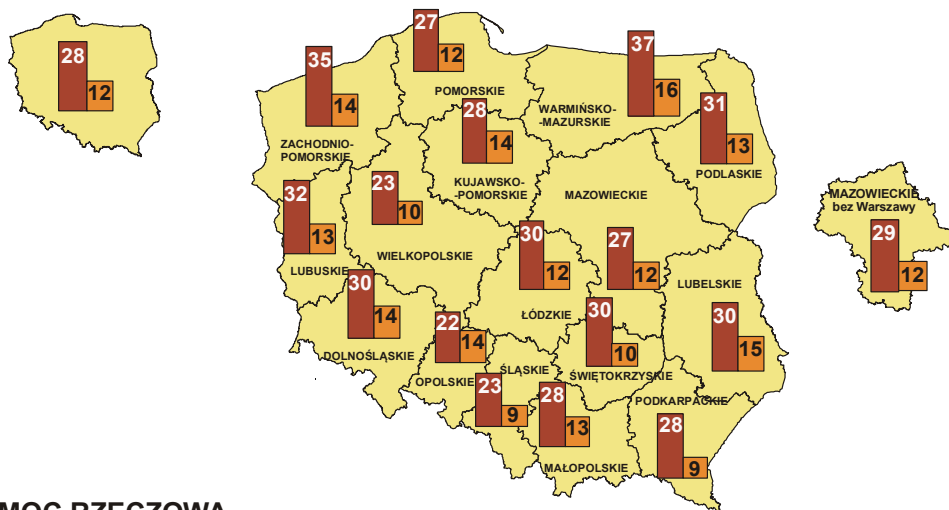 28
12
35
14
ZACHODNIO-
POMORSKIE
27
12
POMORSKIE
37
16
WARMIŃSKO-
-MAZURSKIE
31
13
PODLASKIE
28
14
KUJAWSKO-
-POMORSKIE
MAZOWIECKIE
27
12
MAZOWIECKIE
bez Warszawy
29
12
32
13
LUBUSKIE
23
10
WIELKOPOLSKIE
30
12
ŁÓDZKIE
LUBELSKIE
30
15
30
14
DOLNOŚLĄSKIE
22
14
OPOLSKIE
ŚLĄSKIE
23
9
30
10
ŚWIĘTOKRZYSKIE
28
13
MAŁOPOLSKIE
PODKARPACKIE
28
9